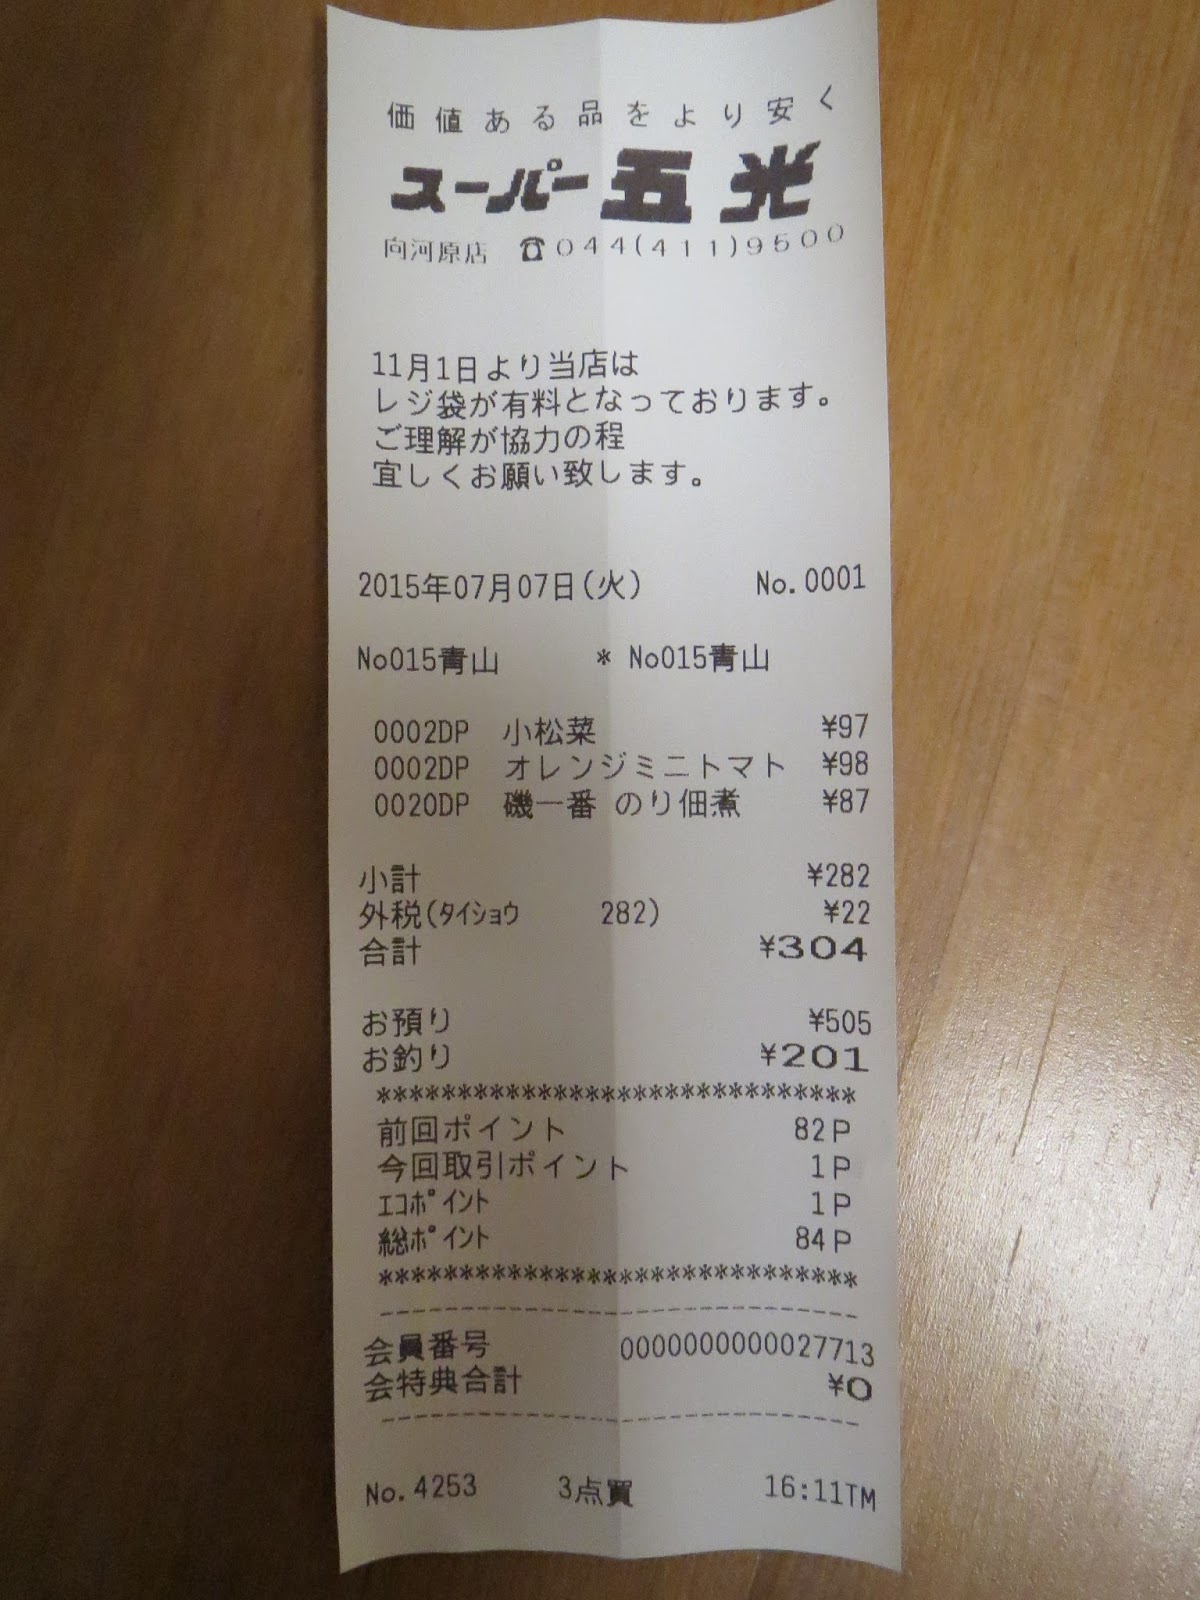 価値ある品をより安く
スーパー五光
向河原店 ☎044(411)9500
11月1日より当店は
レジ袋が有料となっております。
ご理解が協力の程
宜しくお願い致します。
2015年07月07日(火) No.0001
No015青山 * No015青山
0002DP 小松菜 ¥97
0002DP オレンジミニトマト ¥98
0020DP 磯一番 のり佃煮 ¥87
小計 ¥282
外税(ﾀｲｼｮｳ 282) ¥22
合計 ¥304
お預り ¥505
お釣り ¥201
******************************
前回ポイント 82P
今回取引ポイント 1P
ｴｺﾎﾟｲﾝﾄ 1P
総ﾎﾟｲﾝﾄ 84P
******************************
------------------------------
会員番号 0000000000027713
会特典合計 ¥0
------------------------------
No.4253 3点買 16:11TM